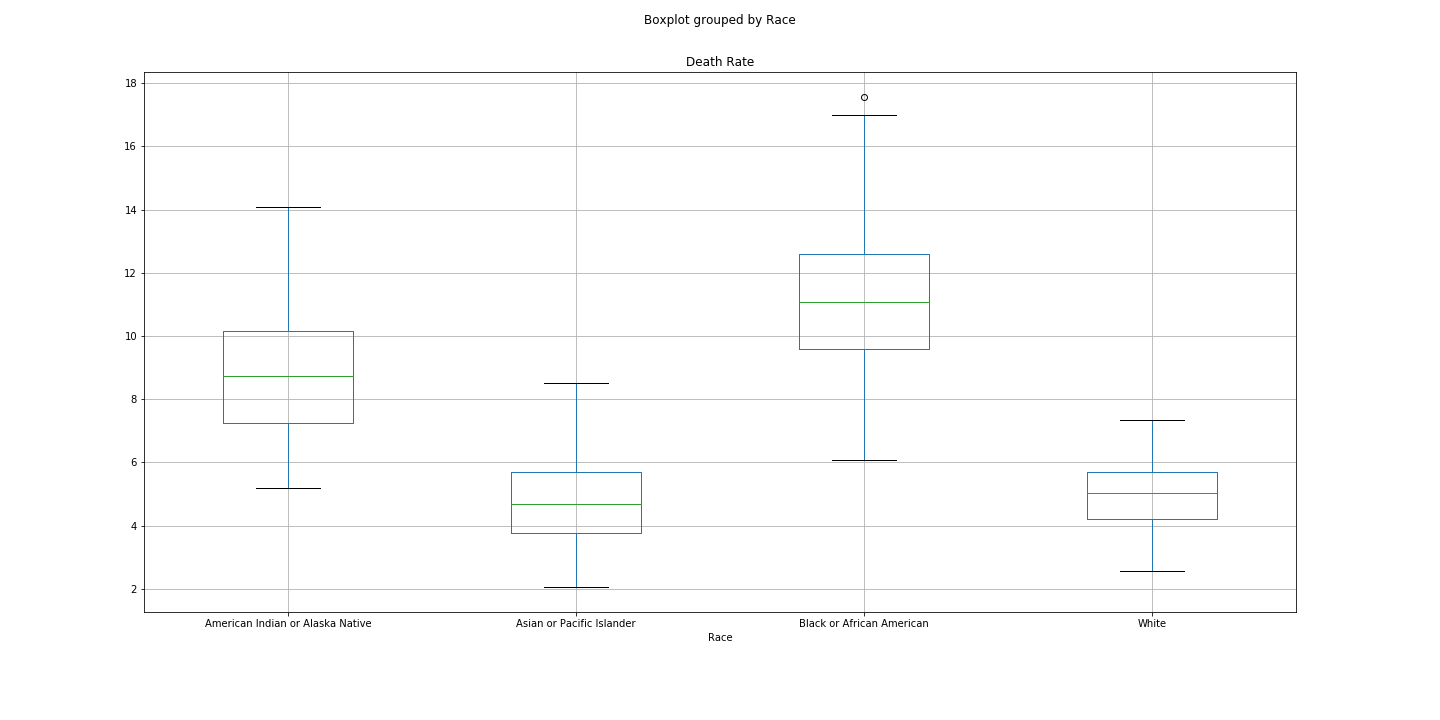 Boxplot grouped by Race
Death Rate
18
16
14
12
10
8
6
4
2
American Indian or Alaska Native Asian or Pacific Islander Black or African American White
Race